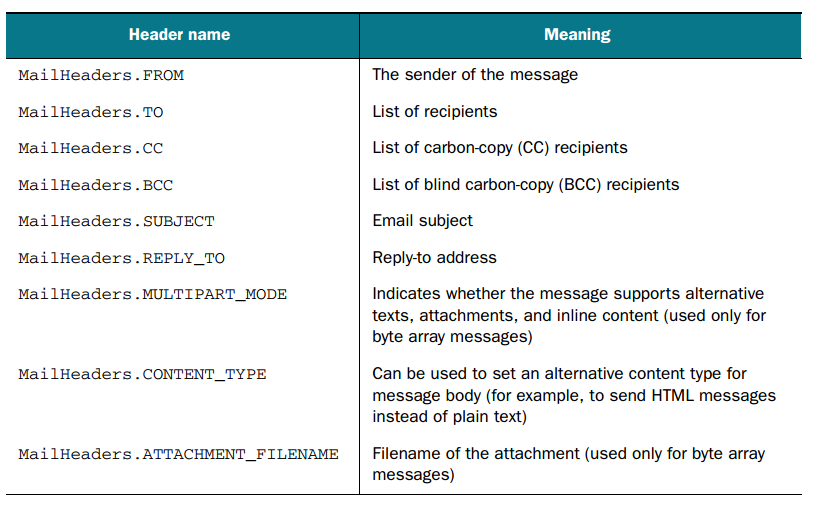 Header name Meaning
MailHeaders.FROM The sender of the message
MailHeaders.TO List of recipients
MailHeaders.CC List of carbon-copy (CC) recipients
MailHeaders.BCC List of blind carbon-copy (BCC) recipients
MailHeaders.SUBJECT Email subject
MailHeaders.REPLY_TO Reply-to address
MailHeaders.MULTIPART_MODE Indicates whether the message supports alternative
texts, attachments, and inline content (used only for
byte array messages)
MailHeaders.CONTENT_TYPE Can be used to set an alternative content type for
message body (for example, to send HTML messages
instead of plain text)
MailHeaders.ATTACHMENT_FILENAME Filename of the attachment (used only for byte array
messages)